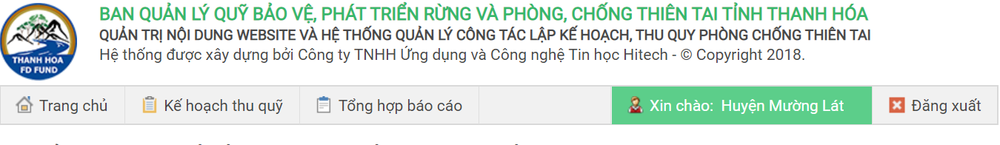 BAN QUẢN LÝ QUỸ BẢO VỆ, PHÁT TRIỂN RỪNG VÀ PHÒNG, CHỐNG THIÊN TAI TỈNH THANH HÓA
QUẢN TRỊ NỘI DUNG WEBSITE VÀ HỆ THỐNG QUẢN LÝ CÔNG TÁC LẬP KẾ HOẠCH, THU QUY PHÒNG CHỐNG THIÊN TAI
Hệ thống được xây dựng bởi Công ty TNHH Ứng dụng và Công nghệ Tin học Hitech - © Copyright 2018.
THANH HOA
FD FUND
Trang chủ Kế hoạch thu quỹ Tổng hợp báo cáo Xin chào: Huyện Mường Lát Đăng xuất